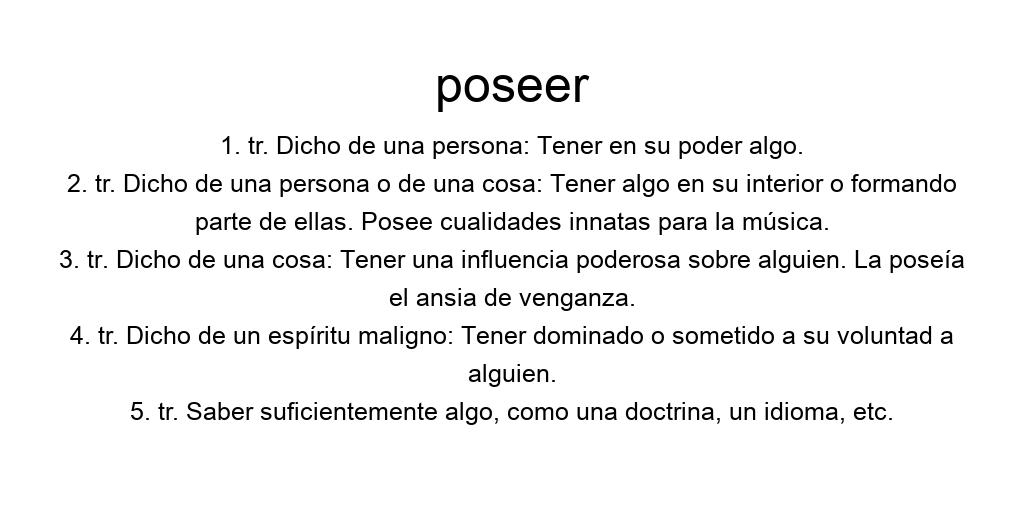 poseer
1. tr. Dicho de una persona: Tener en su poder algo.
2. tr. Dicho de una persona o de una cosa: Tener algo en su interior o formando
parte de ellas. Posee cualidades innatas para la música.
3. tr. Dicho de una cosa: Tener una influencia poderosa sobre alguien. La poseía
el ansia de venganza.
4. tr. Dicho de un espíritu maligno: Tener dominado o sometido a su voluntad a
alguien.
5. tr. Saber suficientemente algo, como una doctrina, un idioma, etc.